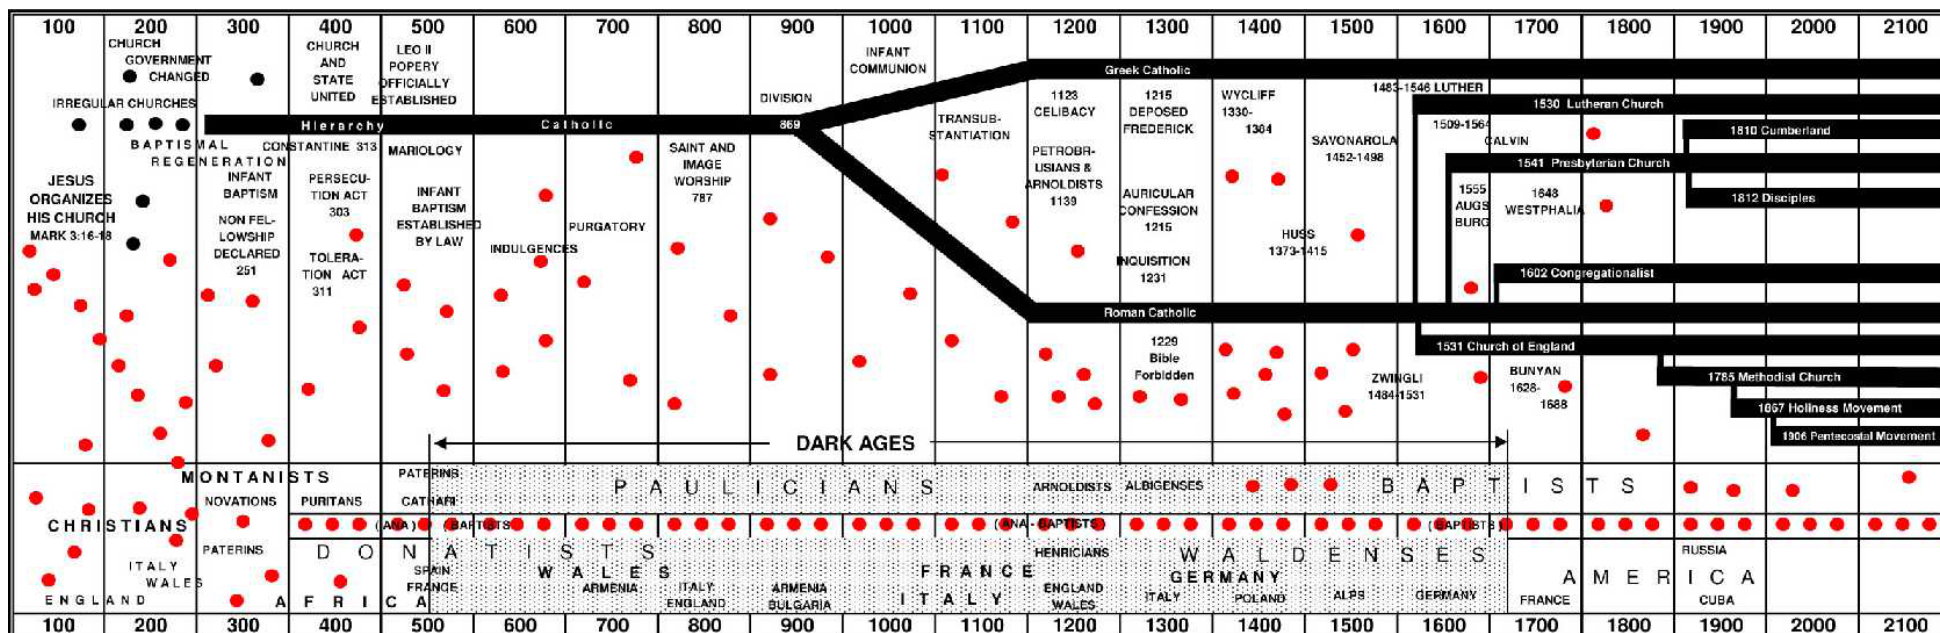 100 200 300 400 500 600 700 800 900 1000 1100 1200 1300 1400 1500 1600 1700 1800 1900 2000 2100
CHURCH
GOVERNMENT
CHANGED
IRREGULAR CHURCHES
BAPTISMAL
REGENERATION
JESUS
ORGANIZES
HIS CHURCH
MARK 3:16-18
INFANT
BAPTISM
NON FEL-
LOWSHIP
DECLARED
251
CHURCH
AND
STATE
UNITED
Hierarchy
Catholic
869
CONSTANTINE 313
PERSECU-
TION ACT
303
TOLERA-
TION ACT
311
LEO II
POPERY
OFFICIALLY
ESTABLISHED
MARIOLOGY
INFANT
BAPTISM
ESTABLISHED
BY LAW
INDULGENCES
PURGATORY
SAINT AND
IMAGE
WORSHIP
787
DIVISION
INFANT
COMMUNION
TRANSUB-
STANTIATION
Greek Catholic
1123
CELIBACY
PETROBR-
USIANS &
ARNOLDISTS
1139
1215
DEPOSED
FREDERICK
AURICULAR
CONFESSION
1215
INQUISITION
1231
Roman Catholic
1229
Bible
Forbidden
WYCLIFF
1330-
1384
HUSS
1373-1415
SAVONAROLA
1452-1498
1483-1546 LUTHER
1530 Lutheran Church
1509-1564
CALVIN
1810 Cumberland
1541 Presbyterian Church
1555
AUGS
BURG
1648
WESTPHALIA
1812 Disciples
1602 Congregationalist
1531 Church of England
ZWINGLI
1484-1531
BUNYAN
1628-
1688
1785 Methodist Church
1867 Holiness Movement
1906 Pentecostal Movement
DARK AGES
MONTANISTS
NOVATIONS
PURITANS
PATERINS
CATHARI
PAULICIANS
ARNOLDISTS
ALBIGENSES
BAPTISTS
CHRISTIANS
(ANA)
(BAPTISTS
(ANA-BAPTISTS)
(BAPTISTS)
PATERINS
DONATISTS
HENRICIANS
WALDENSES
RUSSIA
ITALY
WALES
SPAIN
FRANCE
WALES
ARMENIA
ITALY
ENGLAND
ARMENIA
BULGARIA
FRANCE
ITALY
ENGLAND
WALES
GERMANY
ITALY
POLAND
ALPS
GERMANY
AMERICA
FRANCE
CUBA
ENGLAND
AFRICA
100 200 300 400 500 600 700 800 900 1000 1100 1200 1300 1400 1500 1600 1700 1800 1900 2000 2100